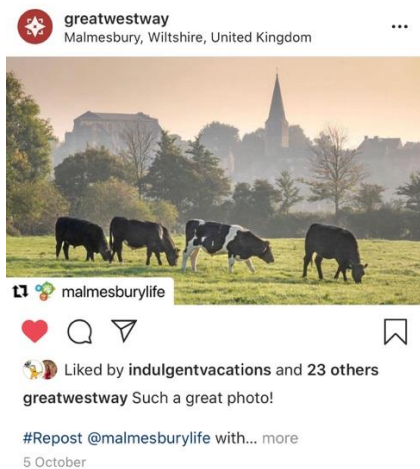 greatwestway
Malmesbury, Wiltshire, United Kingdom
malmesburylife
Liked by indulgentvacations and 23 others
greatwestway Such a great photo!
#Repost @malmesburylife with... more
5 October